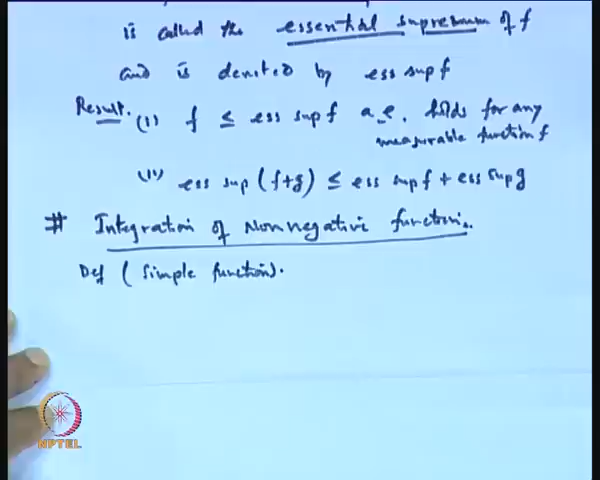 is called the essential supremum of f
and is denoted by ess sup f
Result. (i) f ≤ ess sup f a.e. holds for any
measurable function f
(ii) ess sup (f+g) ≤ ess sup f + ess sup g
# Integration of Nonnegative functions.
Def (Simple function).
NPTEL